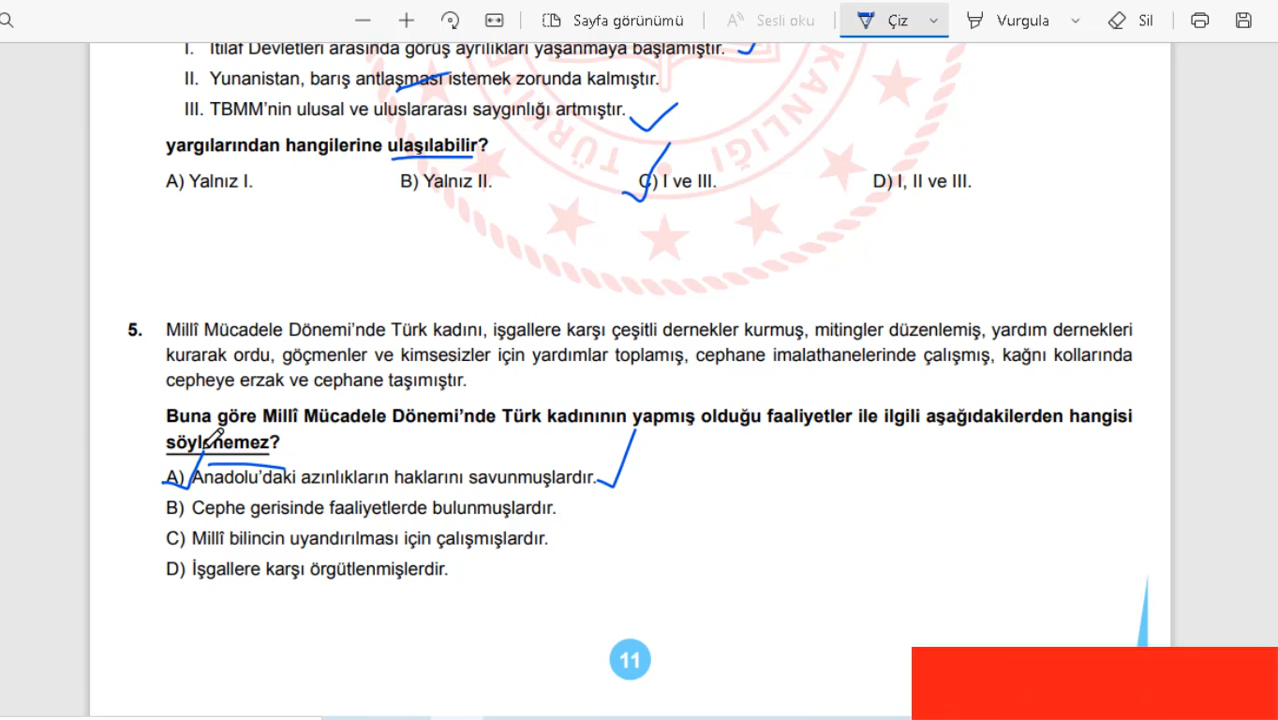 Sayfa görünümü
Sesli oku
Çiz
Vurgula
Sil
I. İtilaf Devletleri arasında görüş ayrılıkları yaşanmaya başlamıştır.
II. Yunanistan, barış antlaşması istemek zorunda kalmıştır.
III. TBMM’nin ulusal ve uluslararası saygınlığı artmıştır.
yargılarından hangilerine ulaşılabilir?
A) Yalnız I. B) Yalnız II. C) I ve III. D) I, II ve III.
TÜRKİY
KANLIĞI
5. Millî Mücadele Dönemi’nde Türk kadını, işgallere karşı çeşitli dernekler kurmuş, mitingler düzenlemiş, yardım dernekleri
kurarak ordu, göçmenler ve kimsesizler için yardımlar toplamış, cephane imalathanelerinde çalışmış, kağnı kollarında
cepheye erzak ve cephane taşımıştır.
Buna göre Millî Mücadele Dönemi’nde Türk kadınının yapmış olduğu faaliyetler ile ilgili aşağıdakilerden hangisi
söylenemez?
A) Anadolu’daki azınlıkların haklarını savunmuşlardır.
B) Cephe gerisinde faaliyetlerde bulunmuşlardır.
C) Millî bilincin uyandırılması için çalışmışlardır.
D) İşgallere karşı örgütlenmişlerdir.
11